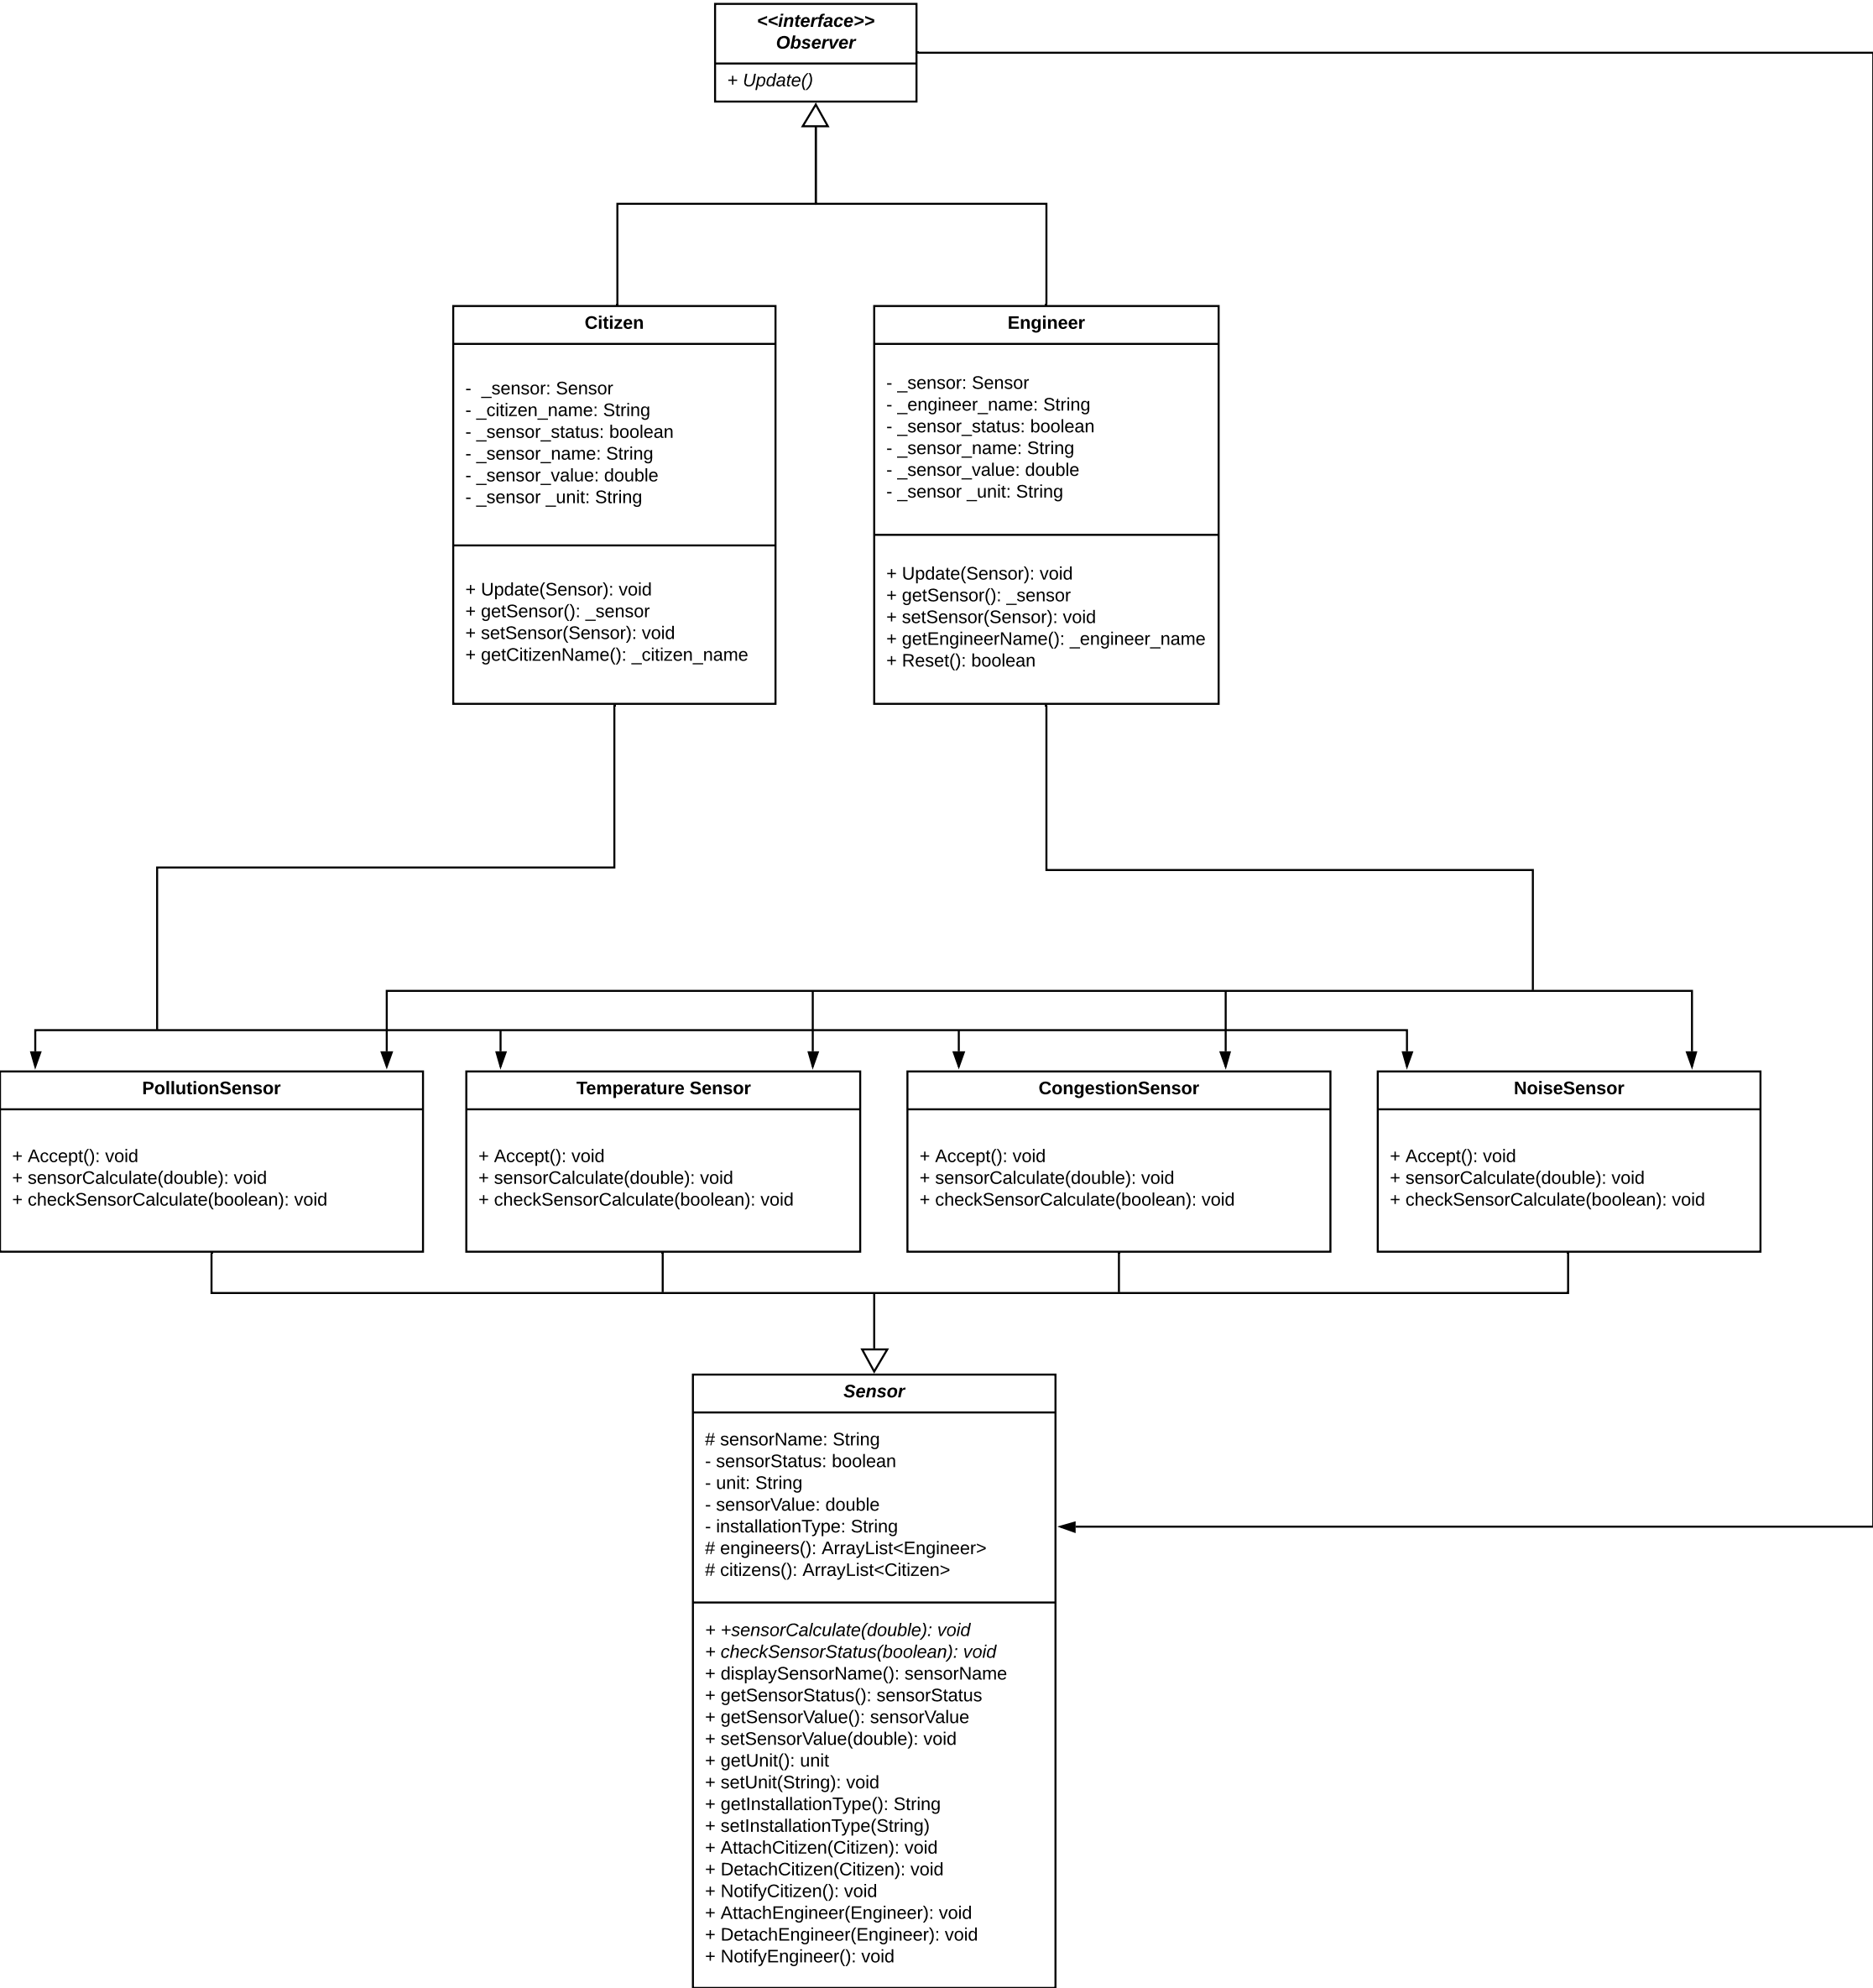 <<interface>>
Observer
+ Update()
Citizen
-  _sensor: Sensor
- _citizen_name: String
- _sensor_status: boolean
- _sensor_name: String
- _sensor_value: double
- _sensor _unit: String
+ Update(Sensor): void
+ getSensor(): _sensor
+ setSensor(Sensor): void
+ getCitizenName(): _citizen_name
Engineer
- _sensor: Sensor
- _engineer_name: String
- _sensor_status: boolean
- _sensor_name: String
- _sensor_value: double
- _sensor _unit: String
+ Update(Sensor): void
+ getSensor(): _sensor
+ setSensor(Sensor): void
+ getEngineerName(): _engineer_name
+ Reset(): boolean
PollutionSensor
+ Accept(): void
+ sensorCalculate(double): void
+ checkSensorCalculate(boolean): void
Temperature Sensor
+ Accept(): void
+ sensorCalculate(double): void
+ checkSensorCalculate(boolean): void
CongestionSensor
+ Accept(): void
+ sensorCalculate(double): void
+ checkSensorCalculate(boolean): void
NoiseSensor
+ Accept(): void
+ sensorCalculate(double): void
+ checkSensorCalculate(boolean): void
Sensor
# sensorName: String
- sensorStatus: boolean
- unit: String
- sensorValue: double
- installationType: String
# engineers(): ArrayList<Engineer>
# citizens(): ArrayList<Citizen>
+ +sensorCalculate(double): void
+ checkSensorStatus(boolean): void
+ displaySensorName(): sensorName
+ getSensorStatus(): sensorStatus
+ getSensorValue(): sensorValue
+ setSensorValue(double): void
+ getUnit(): unit
+ setUnit(String): void
+ getInstallationType(): String
+ setInstallationType(String)
+ AttachCitizen(Citizen): void
+ DetachCitizen(Citizen): void
+ NotifyCitizen(): void
+ AttachEngineer(Engineer): void
+ DetachEngineer(Engineer): void
+ NotifyEngineer(): void